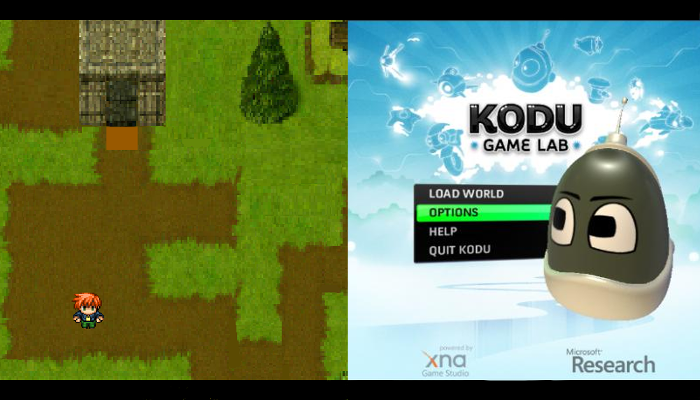 KODU
GAME LAB
LOAD WORLD
OPTIONS
HELP
QUIT KODU
powered by
xna
Game Studio
Microsoft
Research